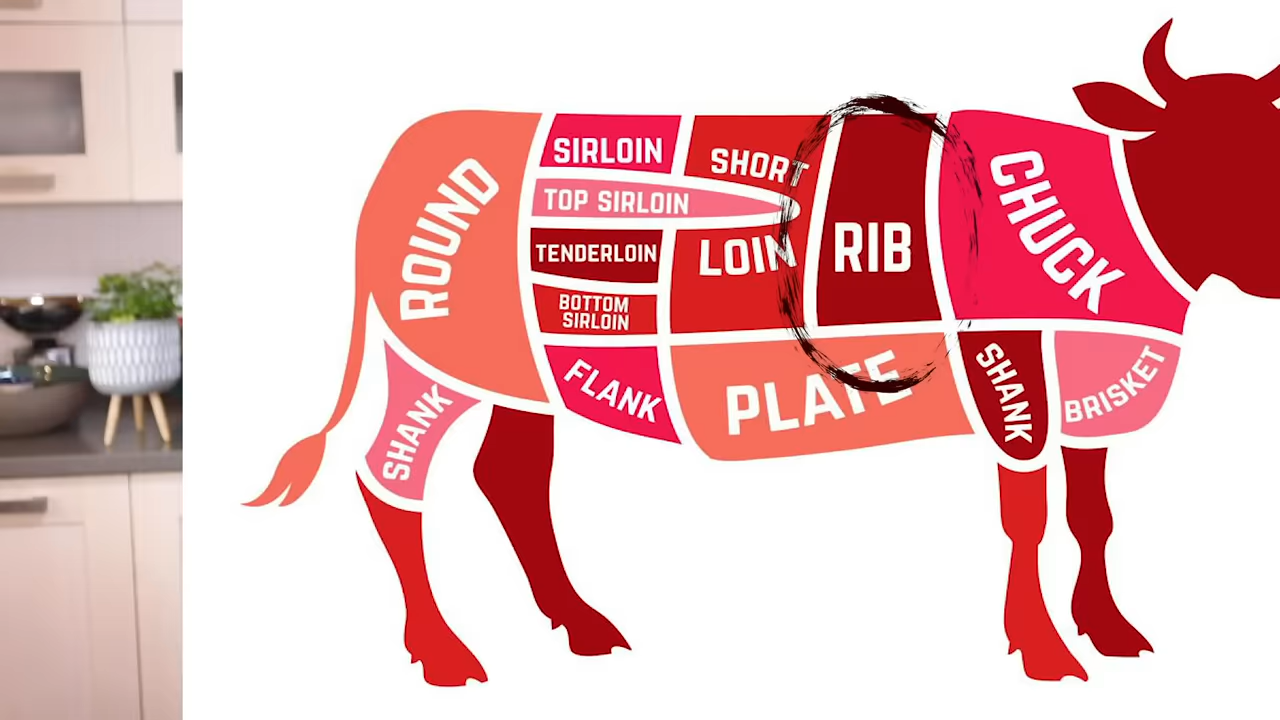 ROUND
SIRLOIN
TOP SIRLOIN
TENDERLOIN
BOTTOM
SIRLOIN
FLANK
SHANK
SHORT
LOIN
RIB
PLATE
CHUCK
SHANK
BRISKET